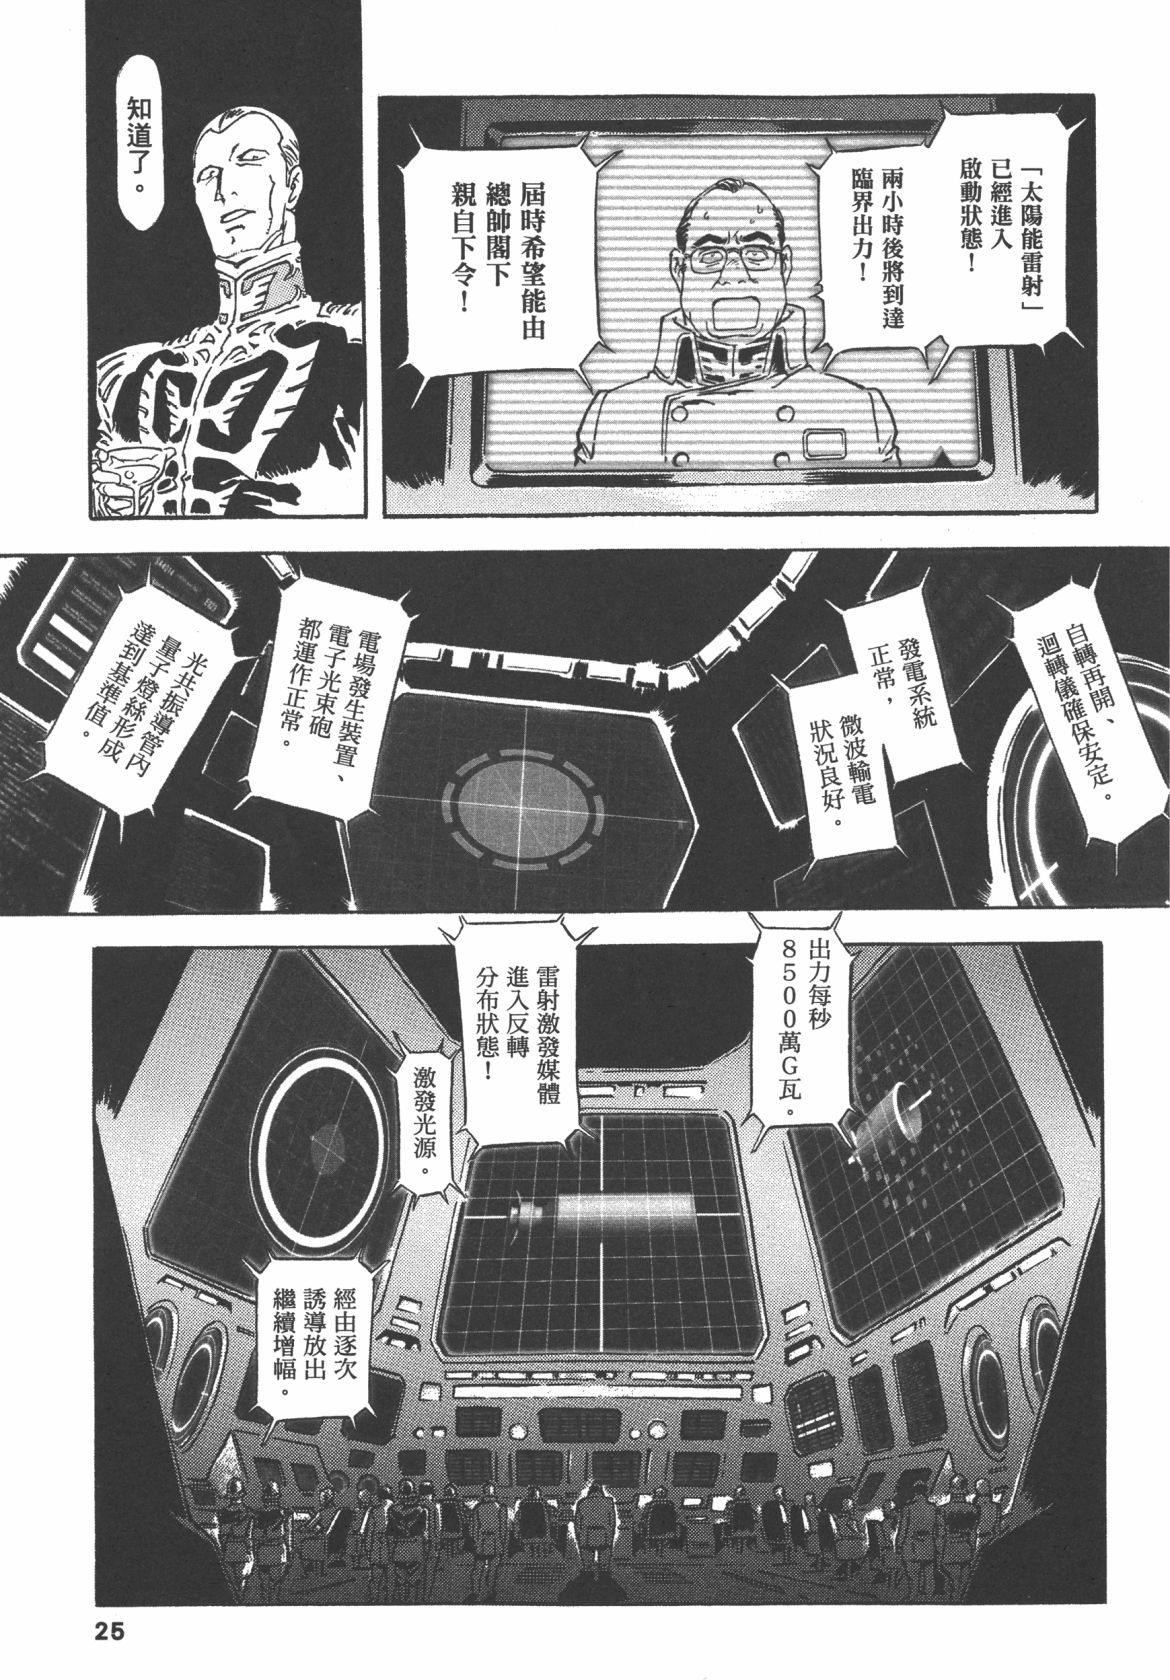 「太陽能雷射」
已經進入
啟動狀態！
兩小時後將到達
臨界出力！
屆時希望能由
總帥閣下
親自下令！
知道了。
自轉再開、
迴轉儀確保安定。
發電系統
正常，
微波輸電
狀況良好。
電場發生裝置、
電子光束砲
都運作正常。
光共振導管內
量子燈絲形成
達到基準值。
出力每秒
8500萬G瓦。
雷射激發媒體
進入反轉
分布狀態！
激發光源。
經由逐次
誘導放出
繼續增幅。
25